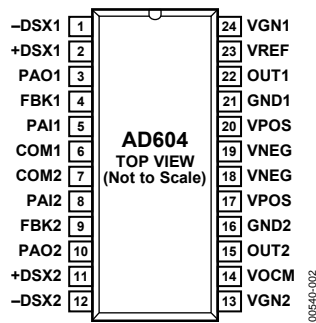 –DSX1 1 24 VGN1
+DSX1 2 23 VREF
PAO1 3 22 OUT1
FBK1 4 21 GND1
PAI1 5 20 VPOS
COM1 6 19 VNEG
COM2 7 18 VNEG
PAI2 8 17 VPOS
FBK2 9 16 GND2
PAO2 10 15 OUT2
+DSX2 11 14 VOCM
–DSX2 12 13 VGN2
AD604
TOP VIEW
(Not to Scale)
00540-002